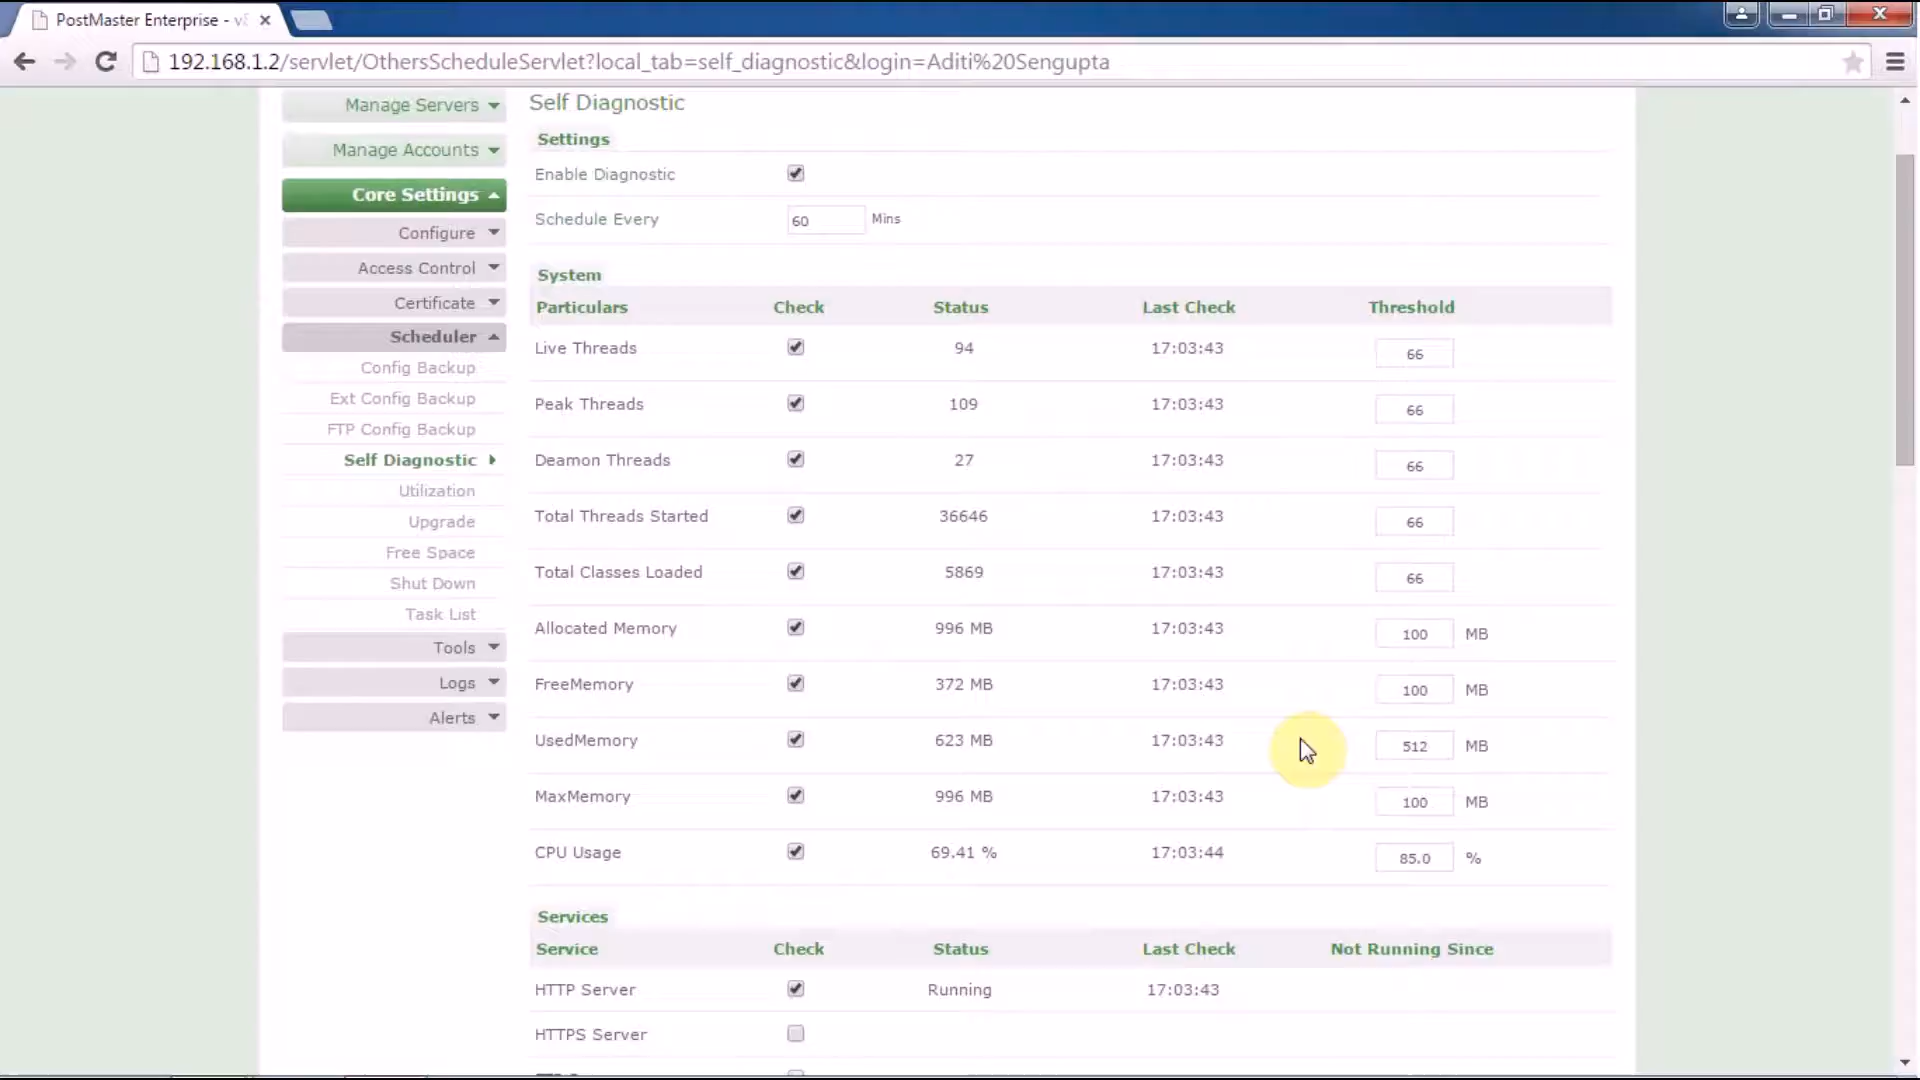 PostMaster Enterprise - v
192.168.1.2/servlet/OthersScheduleServlet?local_tab=self_diagnostic&login=Aditi%20Sengupta
Manage Servers
Manage Accounts
Core Settings
Configure
Access Control
Certificate
Scheduler
Config Backup
Ext Config Backup
FTP Config Backup
Self Diagnostic
Utilization
Upgrade
Free Space
Shut Down
Task List
Tools
Logs
Alerts
Self Diagnostic
Settings
Enable Diagnostic
Schedule Every 60 Mins
System
Particulars Check Status Last Check Threshold
Live Threads 94 17:03:43 66
Peak Threads 109 17:03:43 66
Deamon Threads 27 17:03:43 66
Total Threads Started 36646 17:03:43 66
Total Classes Loaded 5869 17:03:43 66
Allocated Memory 996 MB 17:03:43 100 MB
FreeMemory 372 MB 17:03:43 100 MB
UsedMemory 623 MB 17:03:43 512 MB
MaxMemory 996 MB 17:03:43 100 MB
CPU Usage 69.41 % 17:03:44 85.0 %
Services
Service Check Status Last Check Not Running Since
HTTP Server Running 17:03:43
HTTPS Server